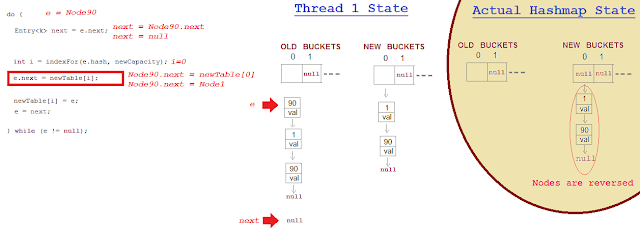 do {
e = Node90
Entry<k> next = e.next;
next = Node90.next
next = null
int i = indexFor(e.hash, newCapacity);
i=0
e.next = newTable[i];
Node90.next = newTable[0]
Node90.next = Node1
newTable[i] = e;
e = next;
} while (e != null);
Thread 1 State
OLD BUCKETS
0 1
null
e
90
val
1
val
90
val
null
next
null
NEW BUCKETS
0 1
null
1
val
90
val
null
Actual Hashmap State
OLD BUCKETS
0 1
null
NEW BUCKETS
0 1
null
1
val
90
val
null
Nodes are reversed